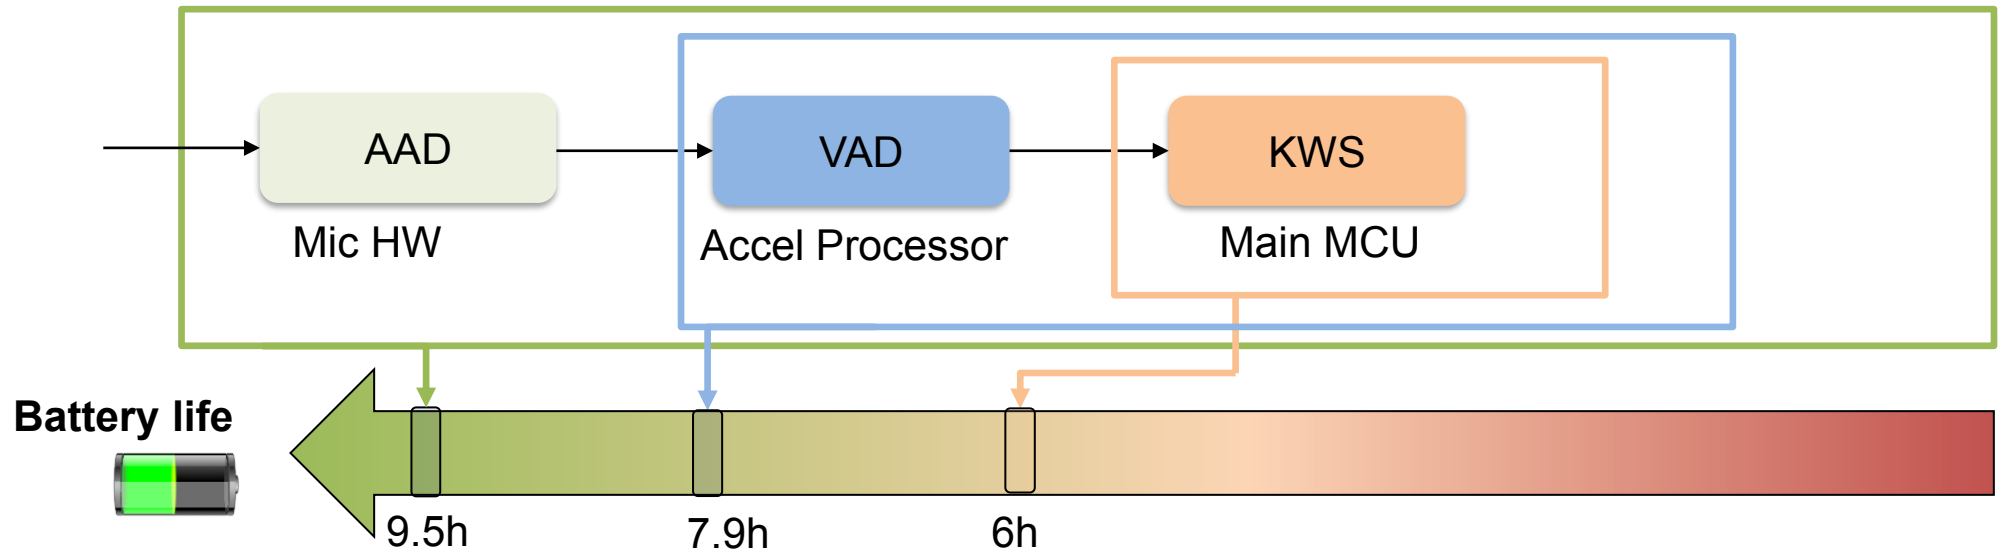 AAD
VAD
KWS
Mic HW
Accel Processor
Main MCU
Battery life
9.5h
7.9h
6h